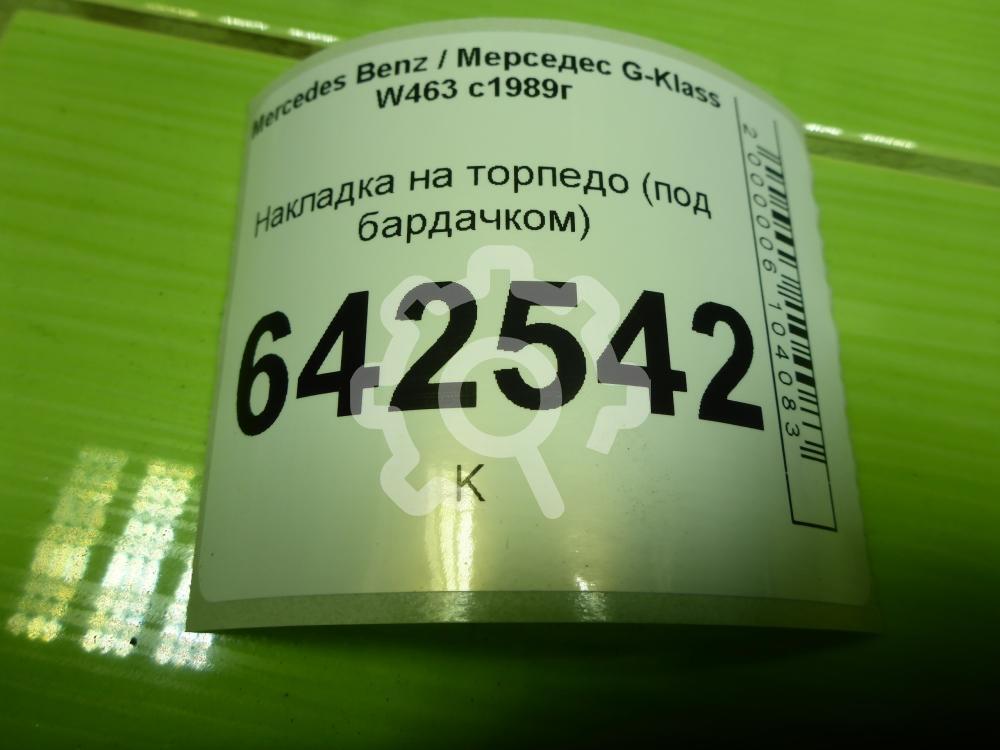 Mercedes Benz / Мерседес G-Klass
W463 с1989г
Накладка на торпедо (под
бардачком)
642542
К
2000006104083